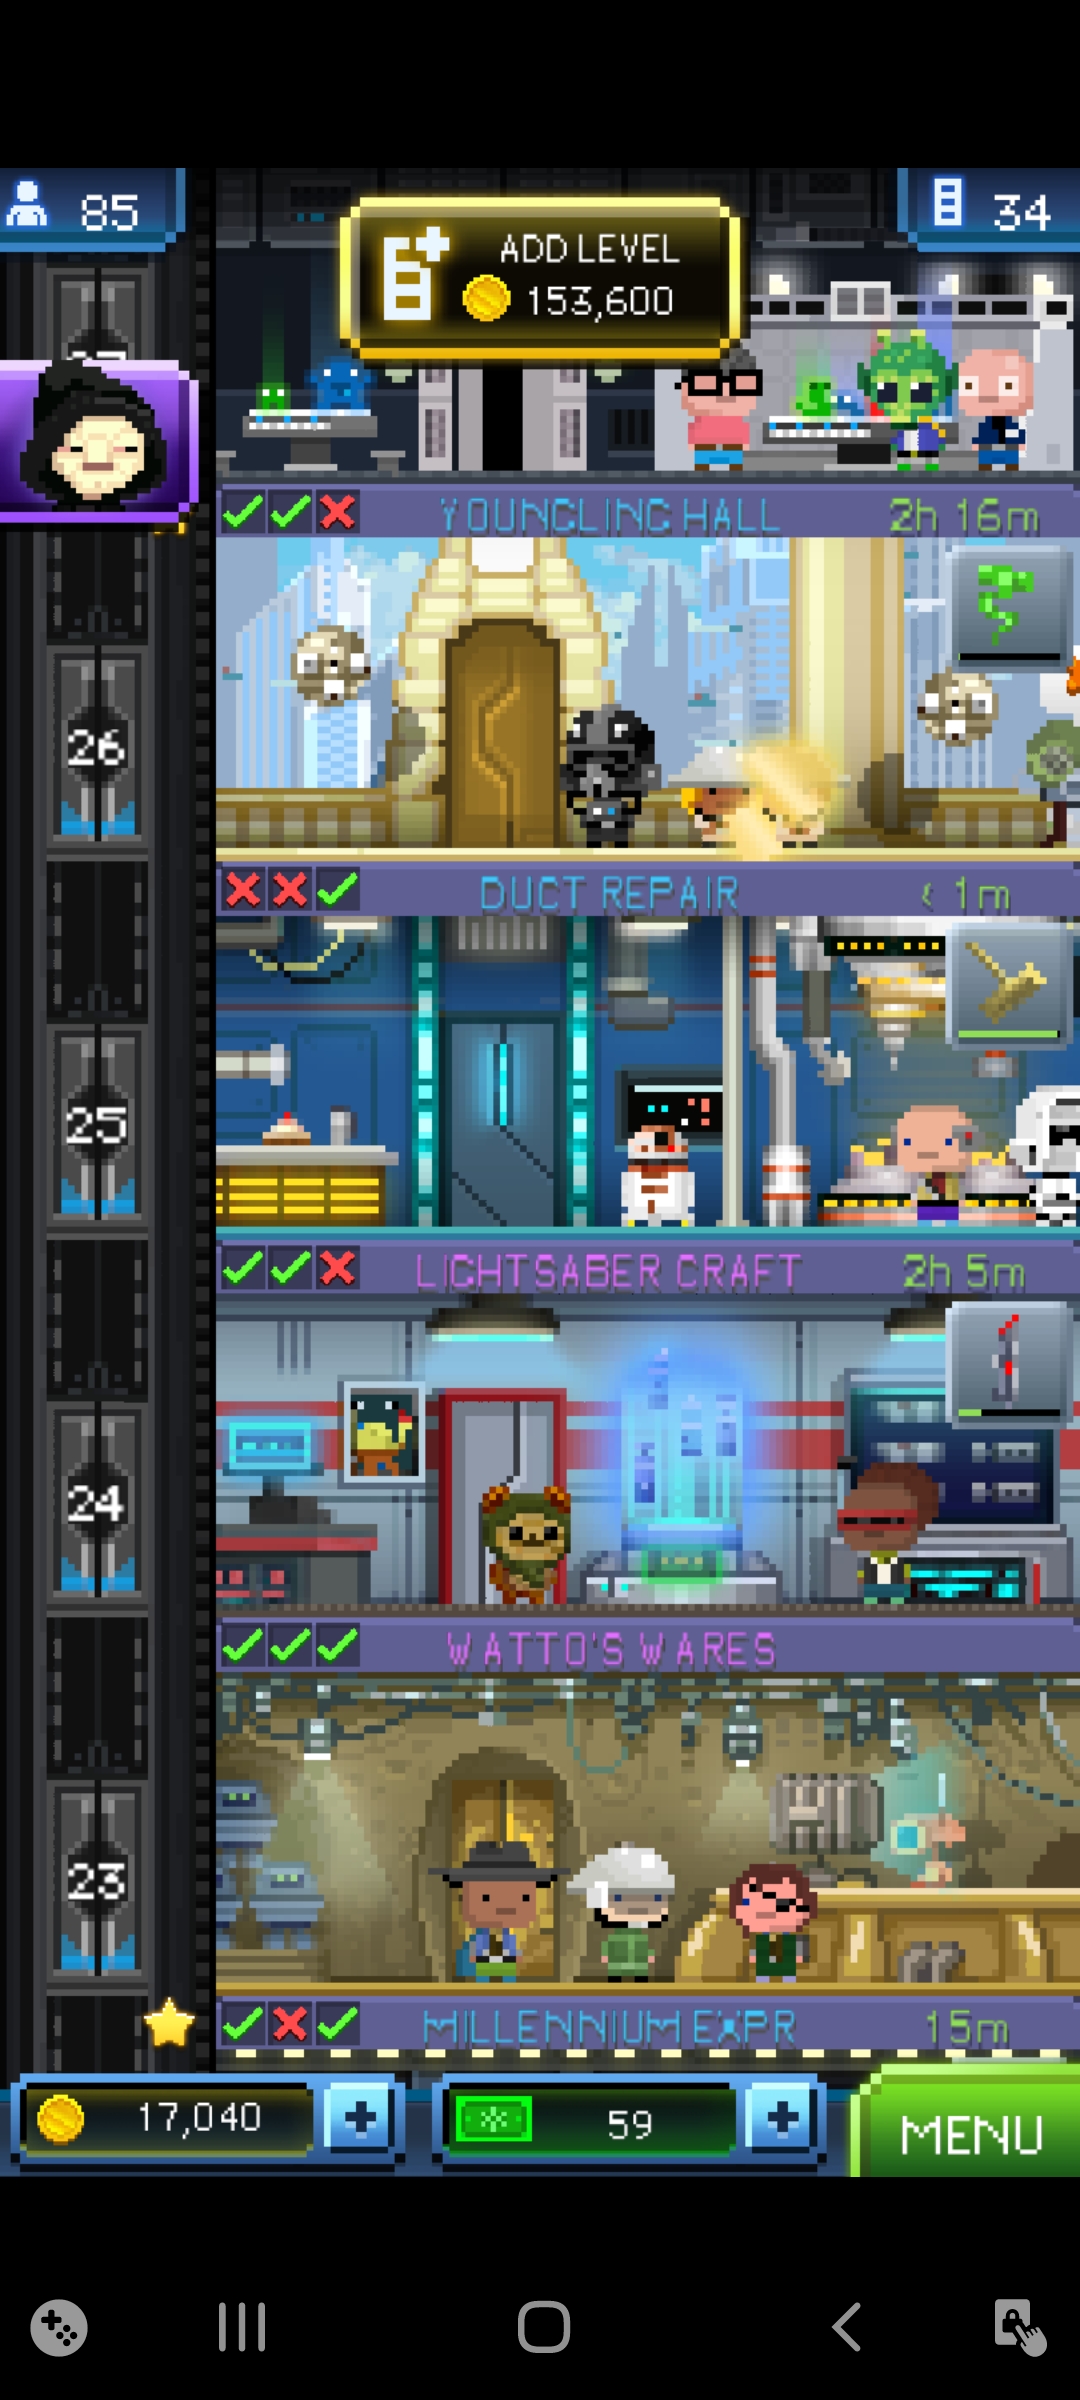 85
ADD LEVEL
153,600
34
YOUNGLING HALL
2h 16m
26
DUCT REPAIR
< 1m
25
LIGHTSABER CRAFT
2h 5m
24
WATTO'S WARES
23
MILLENNIUM EXPR
15m
17,040
59
MENU